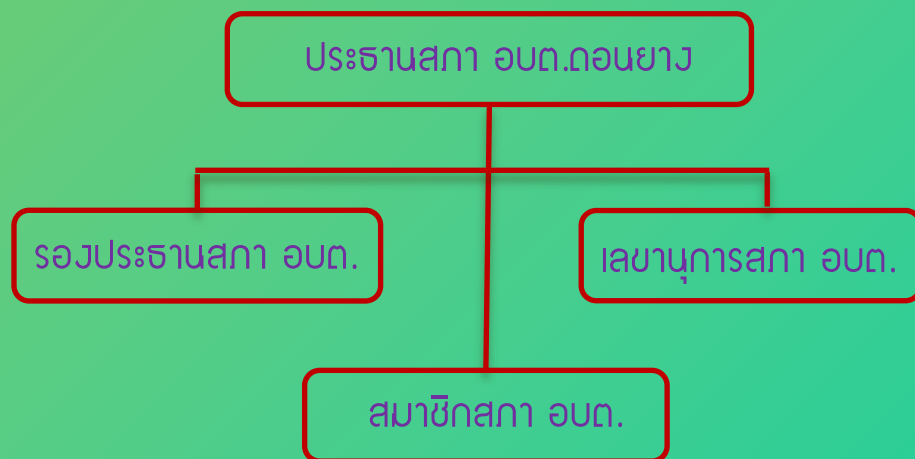 ประธานสภา อบต.ดอนยาง
รองประธานสภา อบต.
เลขานุการสภา อบต.
สมาชิกสภา อบต.